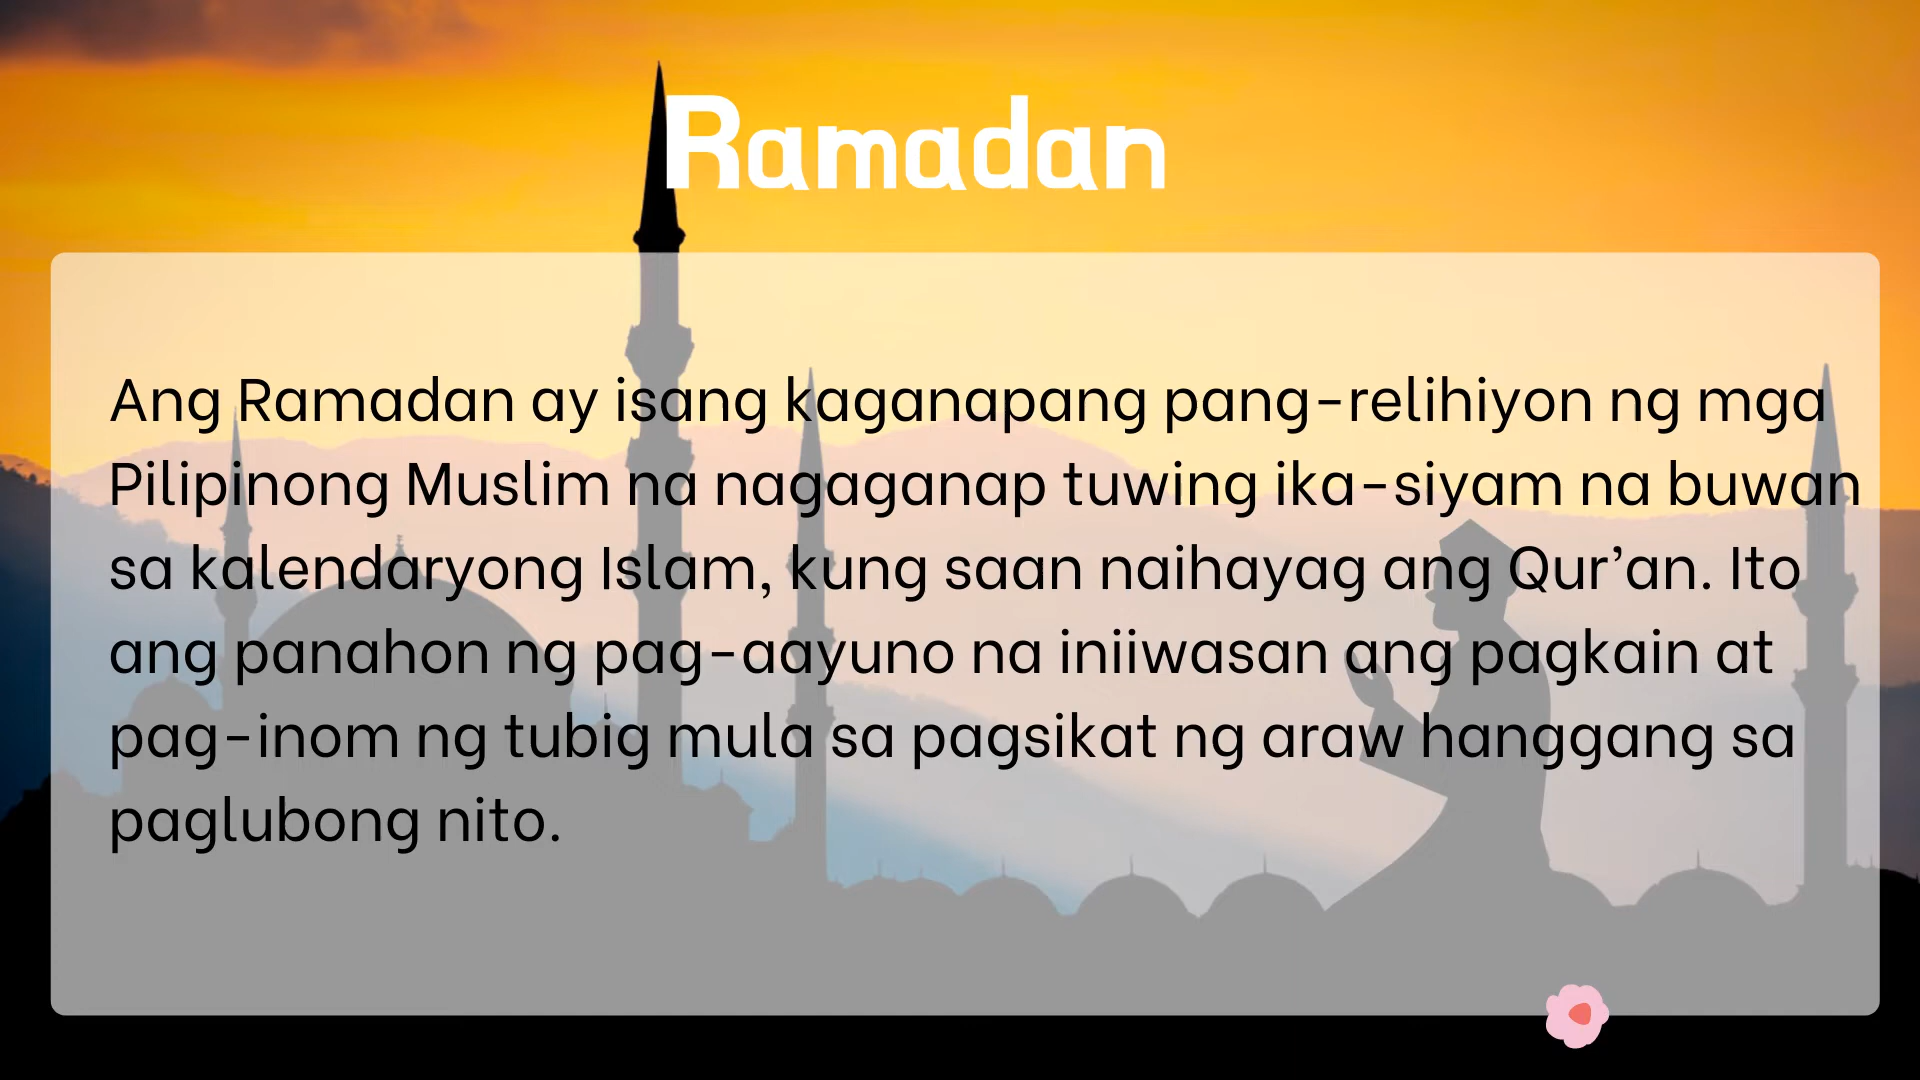 Ramadan
Ang Ramadan ay isang kaganapang pang-relihiyon ng mga
Pilipinong Muslim na nagaganap tuwing ika-siyam na buwan
sa kalendaryong Islam, kung saan naihayag ang Qur’an. Ito
ang panahon ng pag-aayuno na iniiwasan ang pagkain at
pag-inom ng tubig mula sa pagsikat ng araw hanggang sa
paglubong nito.